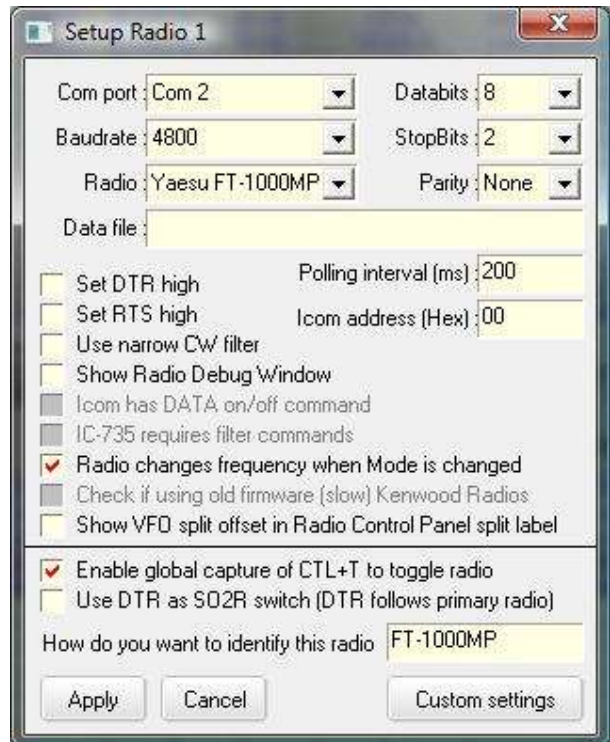 Setup Radio 1
Com port : Com 2 Databits : 8
Baudrate : 4800 StopBits : 2
Radio : Yaesu FT-1000MP Parity : None
Data file :
Set DTR high Polling interval (ms) : 200
Set RTS high Icom address (Hex) : 00
Use narrow CW filter
Show Radio Debug Window
Icom has DATA on/off command
IC-735 requires filter commands
Radio changes frequency when Mode is changed
Check if using old firmware (slow) Kenwood Radios
Show VFO split offset in Radio Control Panel split label
Enable global capture of CTL+T to toggle radio
Use DTR as SO2R switch (DTR follows primary radio)
How do you want to identify this radio FT-1000MP
Apply Cancel Custom settings